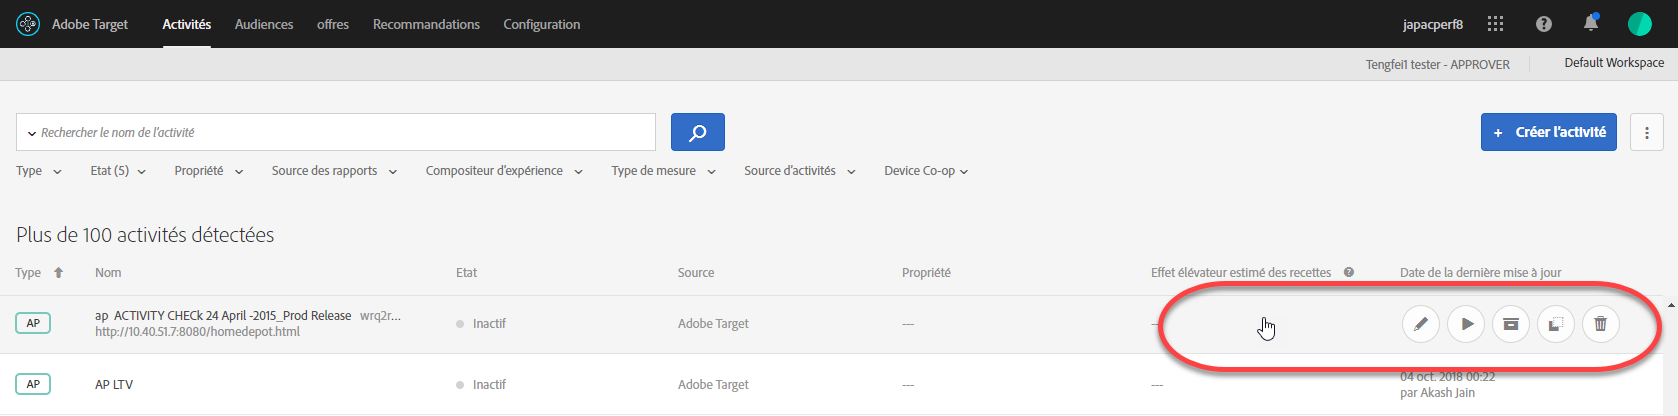 Adobe Target Activités Audiences offres Recommandations Configuration japacperf8
Tengfei1 tester - APPROVER Default Workspace
Rechercher le nom de l'activité + Créer l'activité
Type Etat (5) Propriété Source des rapports Compositeur d'expérience Type de mesure Source d'activités Device Co-op
Plus de 100 activités détectées
Type Nom Etat Source Propriété Effet élévateur estimé des recettes Date de la dernière mise à jour
AP ap ACTIVITY CHECk 24 April -2015_Prod Release wrq2r... Inactif Adobe Target --- ---
http://10.40.51.7:8080/homedepot.html
AP AP LTV Inactif Adobe Target --- --- 04 oct. 2018 00:22
par Akash Jain